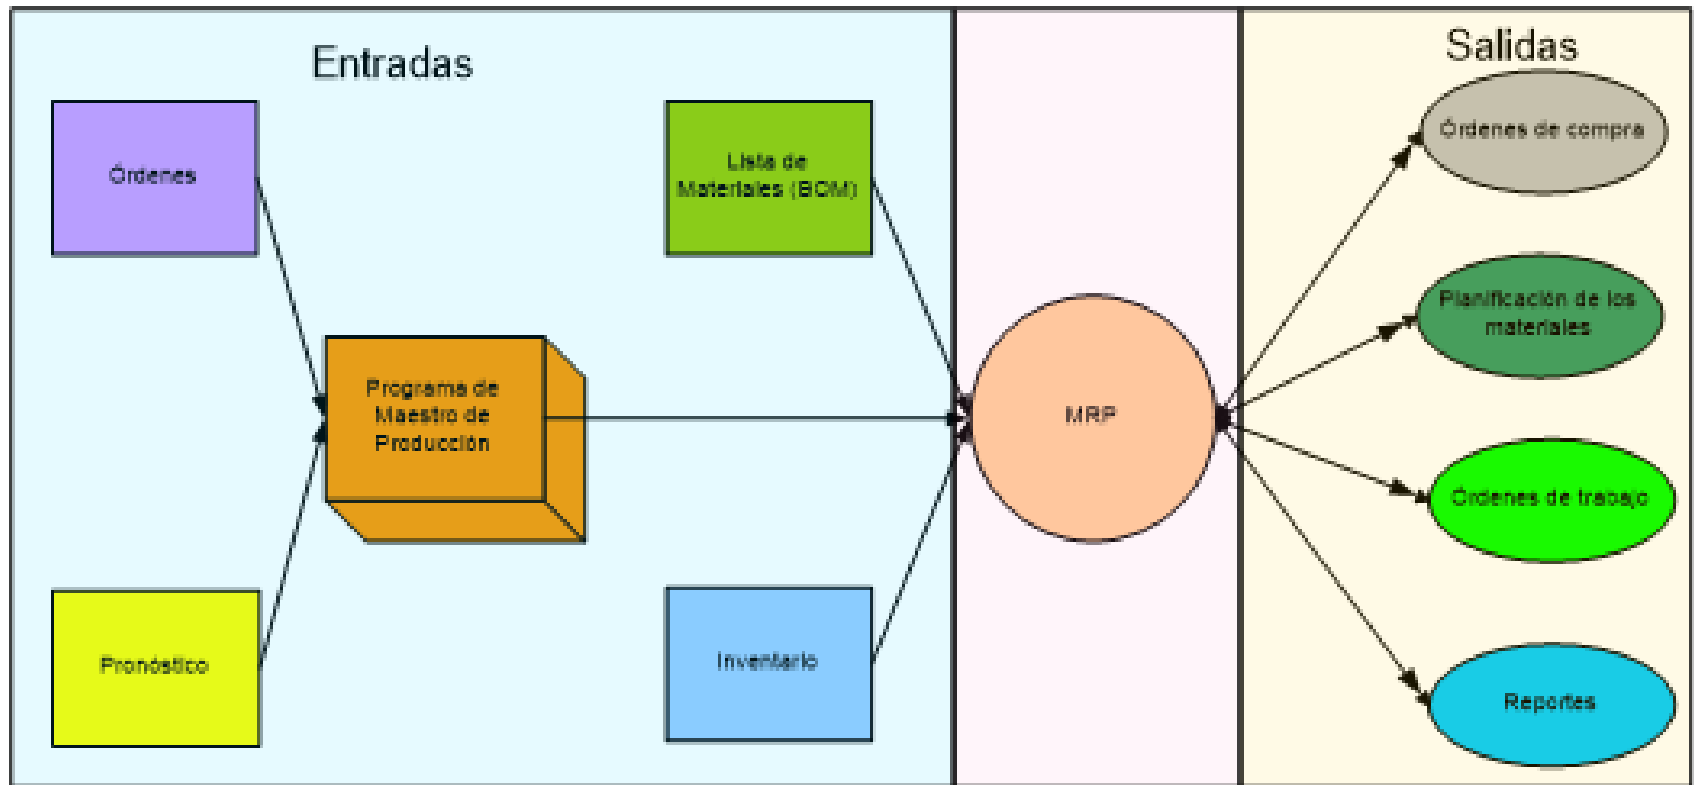 Entradas
Salidas
Órdenes
Lista de
Materiales (BOM)
Órdenes de compra
Planificación de los
materiales
Programa de
Maestro de
Producción
MRP
Órdenes de trabajo
Pronóstico
Inventario
Reportes